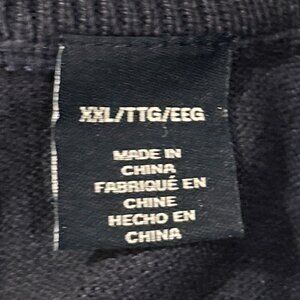 XXL/TTG/EEG
MADE IN
CHINA
FABRIQUÉ EN
CHINE
HECHO EN
CHINA